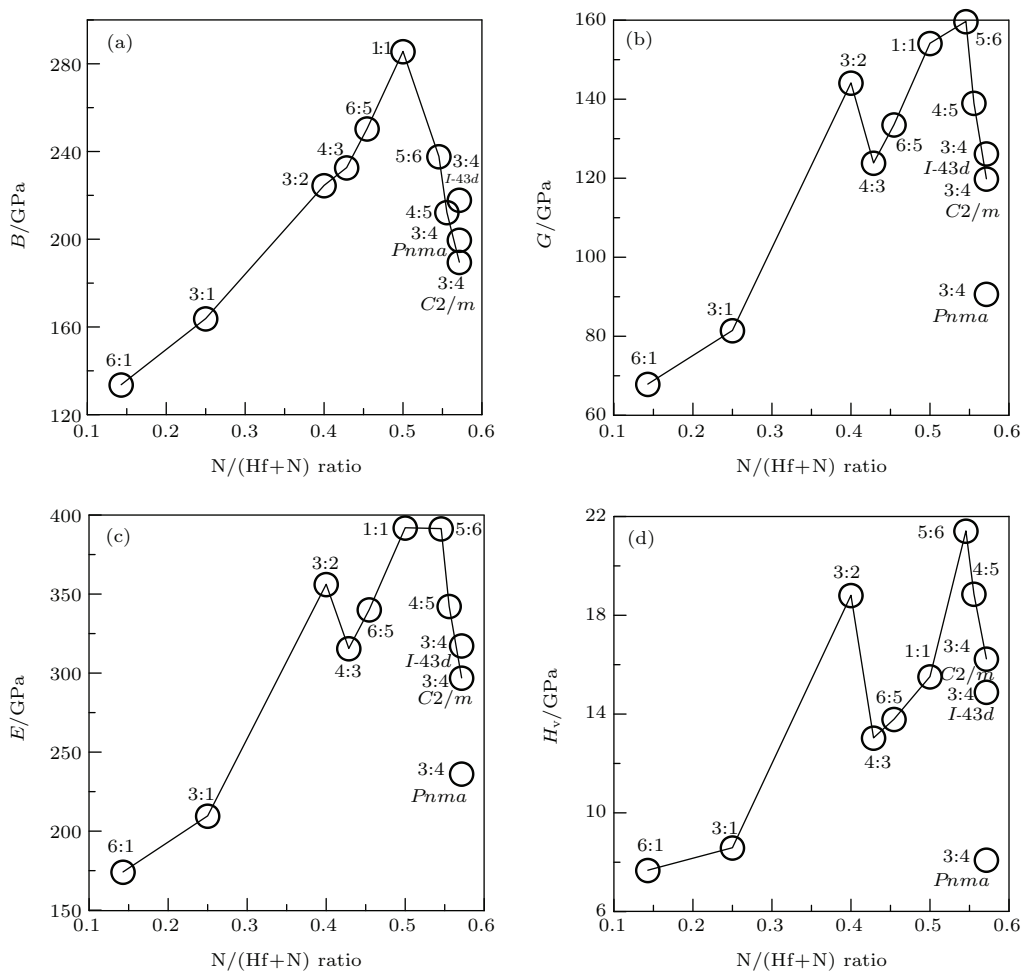 (a)
1:1
280
6:5
240
4:3
5:6
3:4
3:2
I-43d
B/GPa
4:5
200
3:4
Pnma
3:4
C2/m
3:1
160
6:1
120
0.1 0.2 0.3 0.4 0.5 0.6
N/(Hf+N) ratio
160
(b)
1:1
5:6
3:2
140
4:5
6:5
3:4
I-43d
4:3
120
3:4
C2/m
G/GPa
100
3:4
Pnma
3:1
80
6:1
60
0.1 0.2 0.3 0.4 0.5 0.6
N/(Hf+N) ratio
400
(c)
1:1
5:6
3:2
350
4:5
6:5
3:4
I-43d
4:3
3:4
300
C2/m
E/GPa
250
3:4
Pnma
3:1
200
6:1
150
0.1 0.2 0.3 0.4 0.5 0.6
N/(Hf+N) ratio
22
(d)
5:6
3:2
4:5
18
1:1
3:4
C2/m
6:5
3:4
I-43d
14
4:3
Hv/GPa
10
3:1
6:1
3:4
Pnma
6
0.1 0.2 0.3 0.4 0.5 0.6
N/(Hf+N) ratio